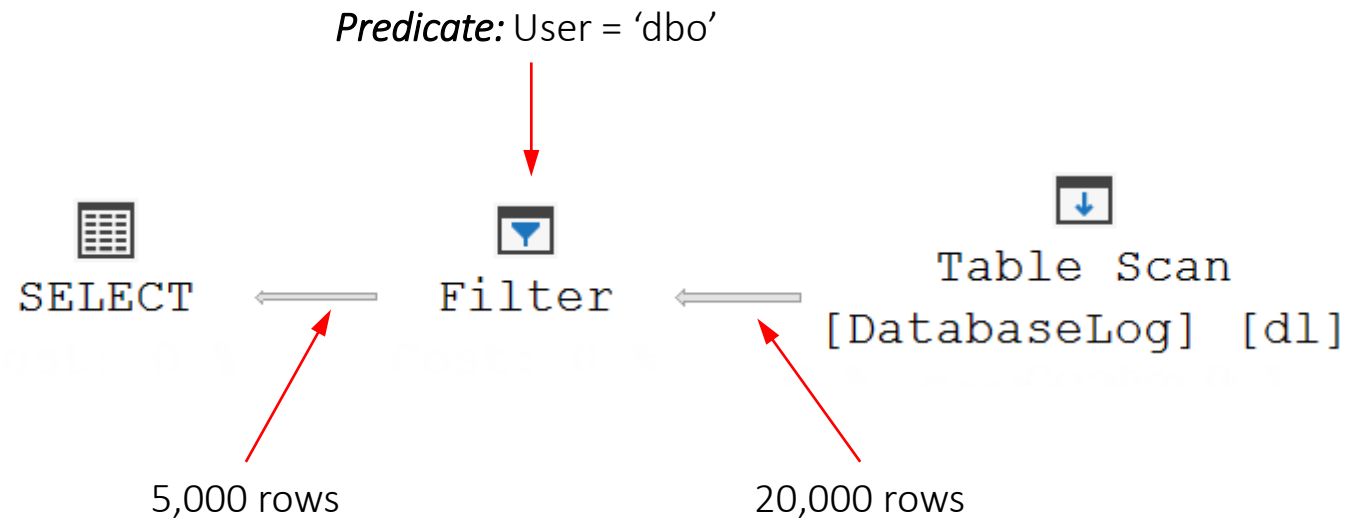 Predicate: User = ‘dbo’
SELECT
Filter
Table Scan
[DatabaseLog] [dl]
5,000 rows
20,000 rows